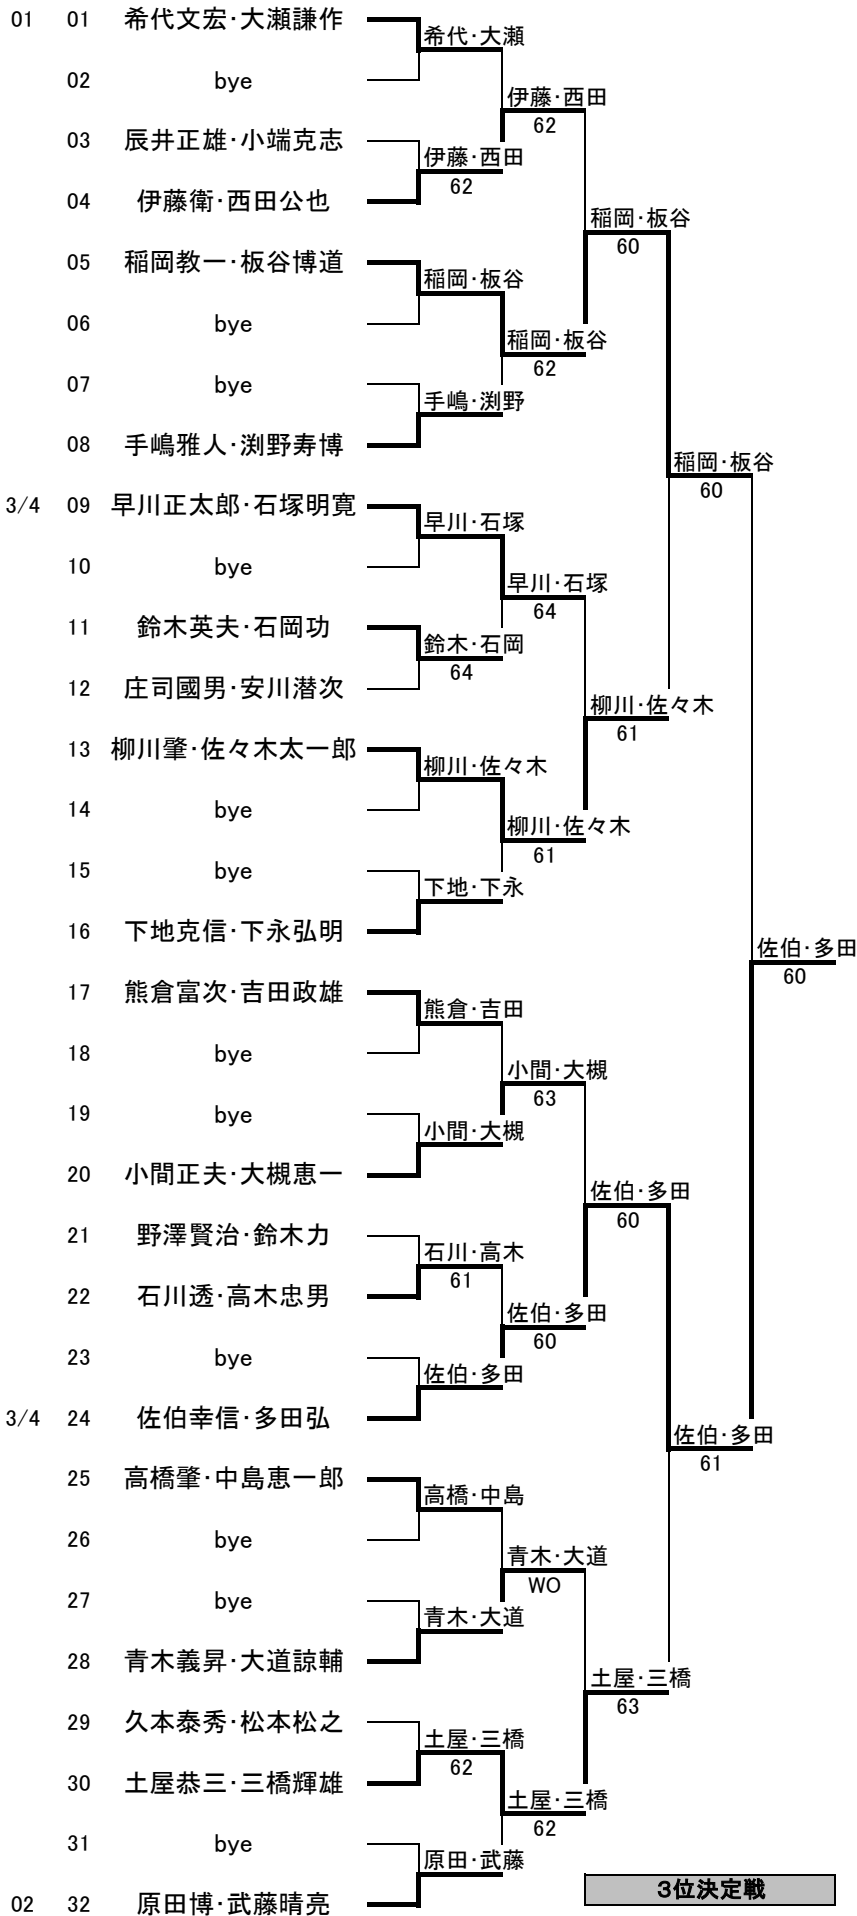 01 01 希代文宏・大瀬謙作
希代・大瀬
02 bye
伊藤・西田
62
03 辰井正雄・小端克志
伊藤・西田
62
04 伊藤衛・西田公也
稲岡・板谷
60
05 稲岡教一・板谷博道
稲岡・板谷
06 bye
稲岡・板谷
62
07 bye
手嶋・渕野
08 手嶋雅人・渕野寿博
稲岡・板谷
60
3/4 09 早川正太郎・石塚明寛
早川・石塚
10 bye
早川・石塚
64
11 鈴木英夫・石岡功
鈴木・石岡
64
12 庄司國男・安川潜次
柳川・佐々木
61
13 柳川肇・佐々木太一郎
柳川・佐々木
14 bye
柳川・佐々木
61
15 bye
下地・下永
16 下地克信・下永弘明
佐伯・多田
60
17 熊倉富次・吉田政雄
熊倉・吉田
18 bye
小間・大槻
63
19 bye
小間・大槻
20 小間正夫・大槻恵一
佐伯・多田
60
21 野澤賢治・鈴木力
石川・高木
61
22 石川透・高木忠男
佐伯・多田
60
23 bye
佐伯・多田
3/4 24 佐伯幸信・多田弘
佐伯・多田
61
25 高橋肇・中島恵一郎
高橋・中島
26 bye
青木・大道
WO
27 bye
青木・大道
28 青木義昇・大道諒輔
土屋・三橋
63
29 久本泰秀・松本松之
土屋・三橋
62
30 土屋恭三・三橋輝雄
土屋・三橋
62
31 bye
原田・武藤
02 32 原田博・武藤晴亮
3位決定戦